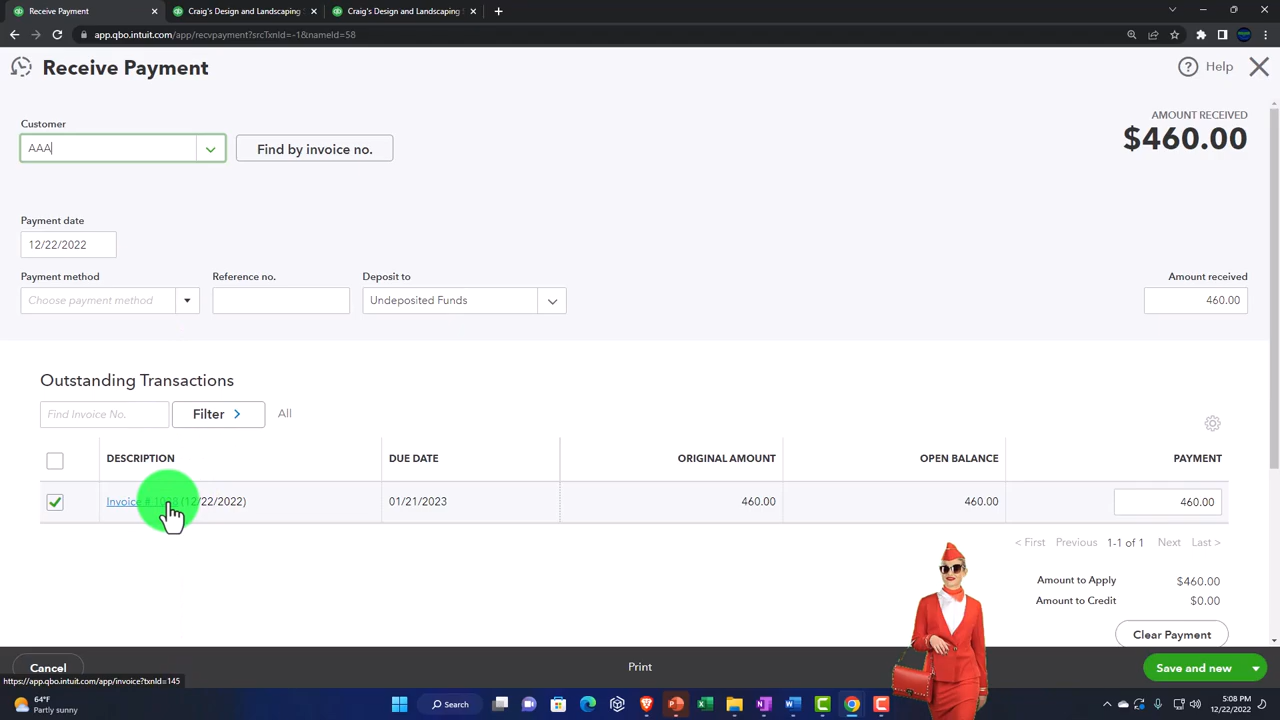 Receive Payment
Craig's Design and Landscaping
Craig's Design and Landscaping
app.qbo.intuit.com/app/recvpayment?srcTxnId=-1&nameId=58
Receive Payment
Help
Customer
AMOUNT RECEIVED
AAA
Find by invoice no.
$460.00
Payment date
12/22/2022
Payment method
Reference no.
Deposit to
Amount received
Choose payment method
Undeposited Funds
460.00
Outstanding Transactions
Find Invoice No.
Filter >
All
DESCRIPTION
DUE DATE
ORIGINAL AMOUNT
OPEN BALANCE
PAYMENT
Invoice # (12/22/2022)
01/21/2023
460.00
460.00
460.00
< First Previous 1-1 of 1 Next Last >
Amount to Apply
$460.00
Amount to Credit
$0.00
Clear Payment
Cancel
Print
Save and new
https://app.qbo.intuit.com/app/invoice?txnId=145
64°F
Partly sunny
Search
5:08 PM
12/22/2022